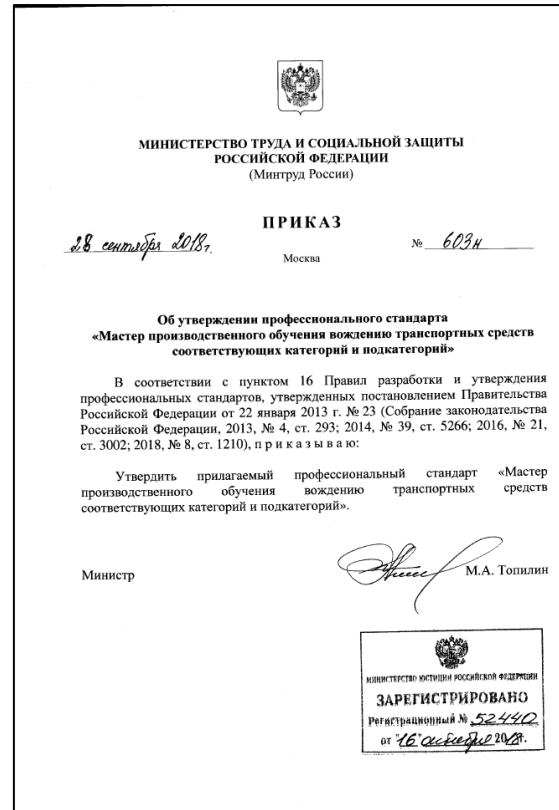 МИНИСТЕРСТВО ТРУДА И СОЦИАЛЬНОЙ ЗАЩИТЫ
РОССИЙСКОЙ ФЕДЕРАЦИИ
(Минтруд России)
ПРИКАЗ
28 сентября 2018г.
№ 603н
Москва
Об утверждении профессионального стандарта
«Мастер производственного обучения вождению транспортных средств
соответствующих категорий и подкатегорий»
В соответствии с пунктом 16 Правил разработки и утверждения
профессиональных стандартов, утвержденных постановлением Правительства
Российской Федерации от 22 января 2013 г. № 23 (Собрание законодательства
Российской Федерации, 2013, № 4, ст. 293; 2014, № 39, ст. 5266; 2016, № 21,
ст. 3002; 2018, № 8, ст. 1210), п р и к а з ы в а ю:
Утвердить прилагаемый профессиональный стандарт «Мастер
производственного обучения вождению транспортных средств
соответствующих категорий и подкатегорий».
Министр
М.А. Топилин
МИНИСТЕРСТВО ЮСТИЦИИ РОССИЙСКОЙ ФЕДЕРАЦИИ
ЗАРЕГИСТРИРОВАНО
Регистрационный № 52440
от "16" октября 2018г.